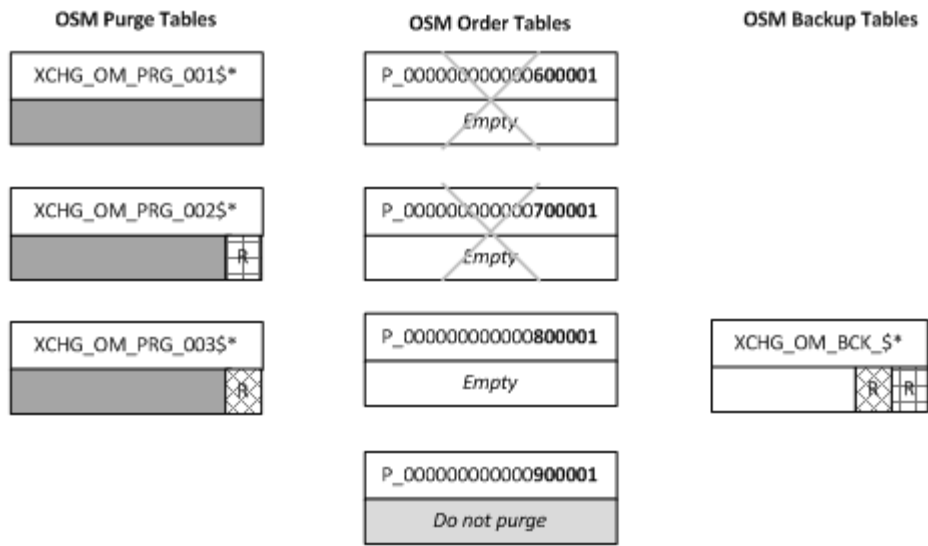 OSM Purge Tables
OSM Order Tables
OSM Backup Tables
XCHG_OM_PRG_001$*
P_000000000000600001
Empty
XCHG_OM_PRG_002$*
R
P_000000000000700001
Empty
XCHG_OM_PRG_003$*
R
P_000000000000800001
Empty
XCHG_OM_BCK_$*
R R
P_000000000000900001
Do not purge